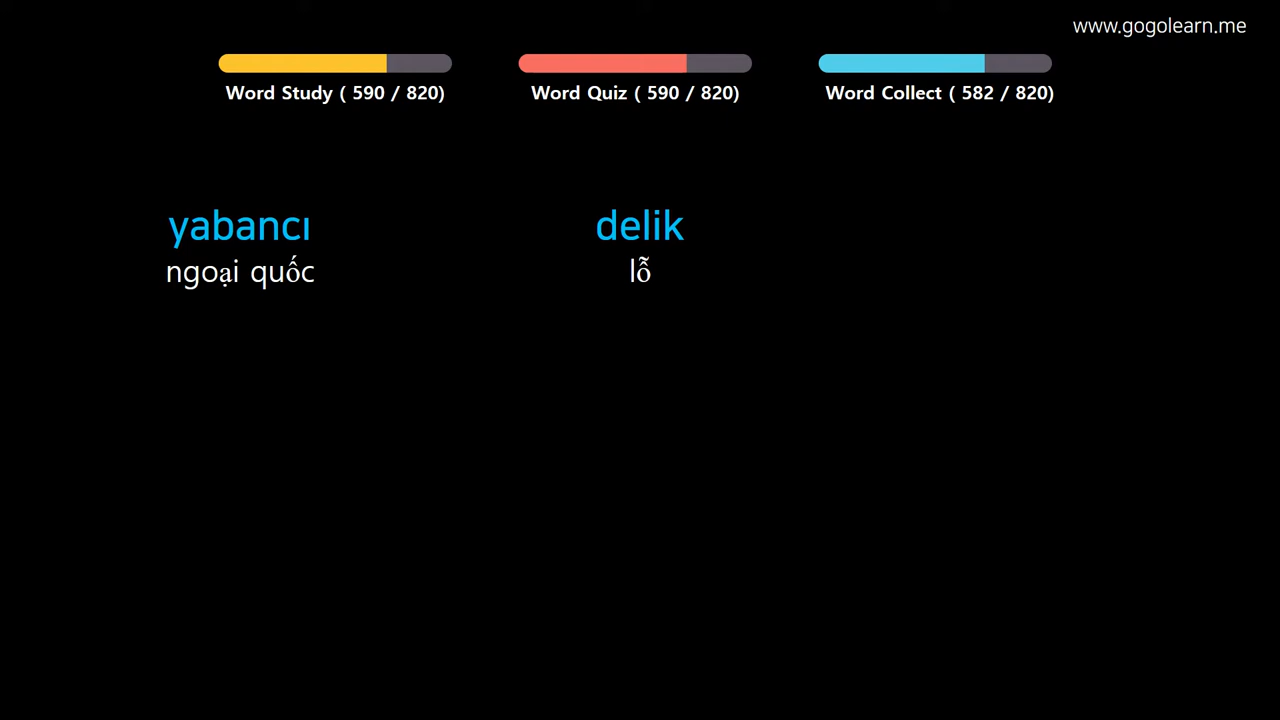 www.gogolearn.me
Word Study ( 590 / 820)
Word Quiz ( 590 / 820)
Word Collect ( 582 / 820)
yabancı
ngoại quốc
delik
lỗ